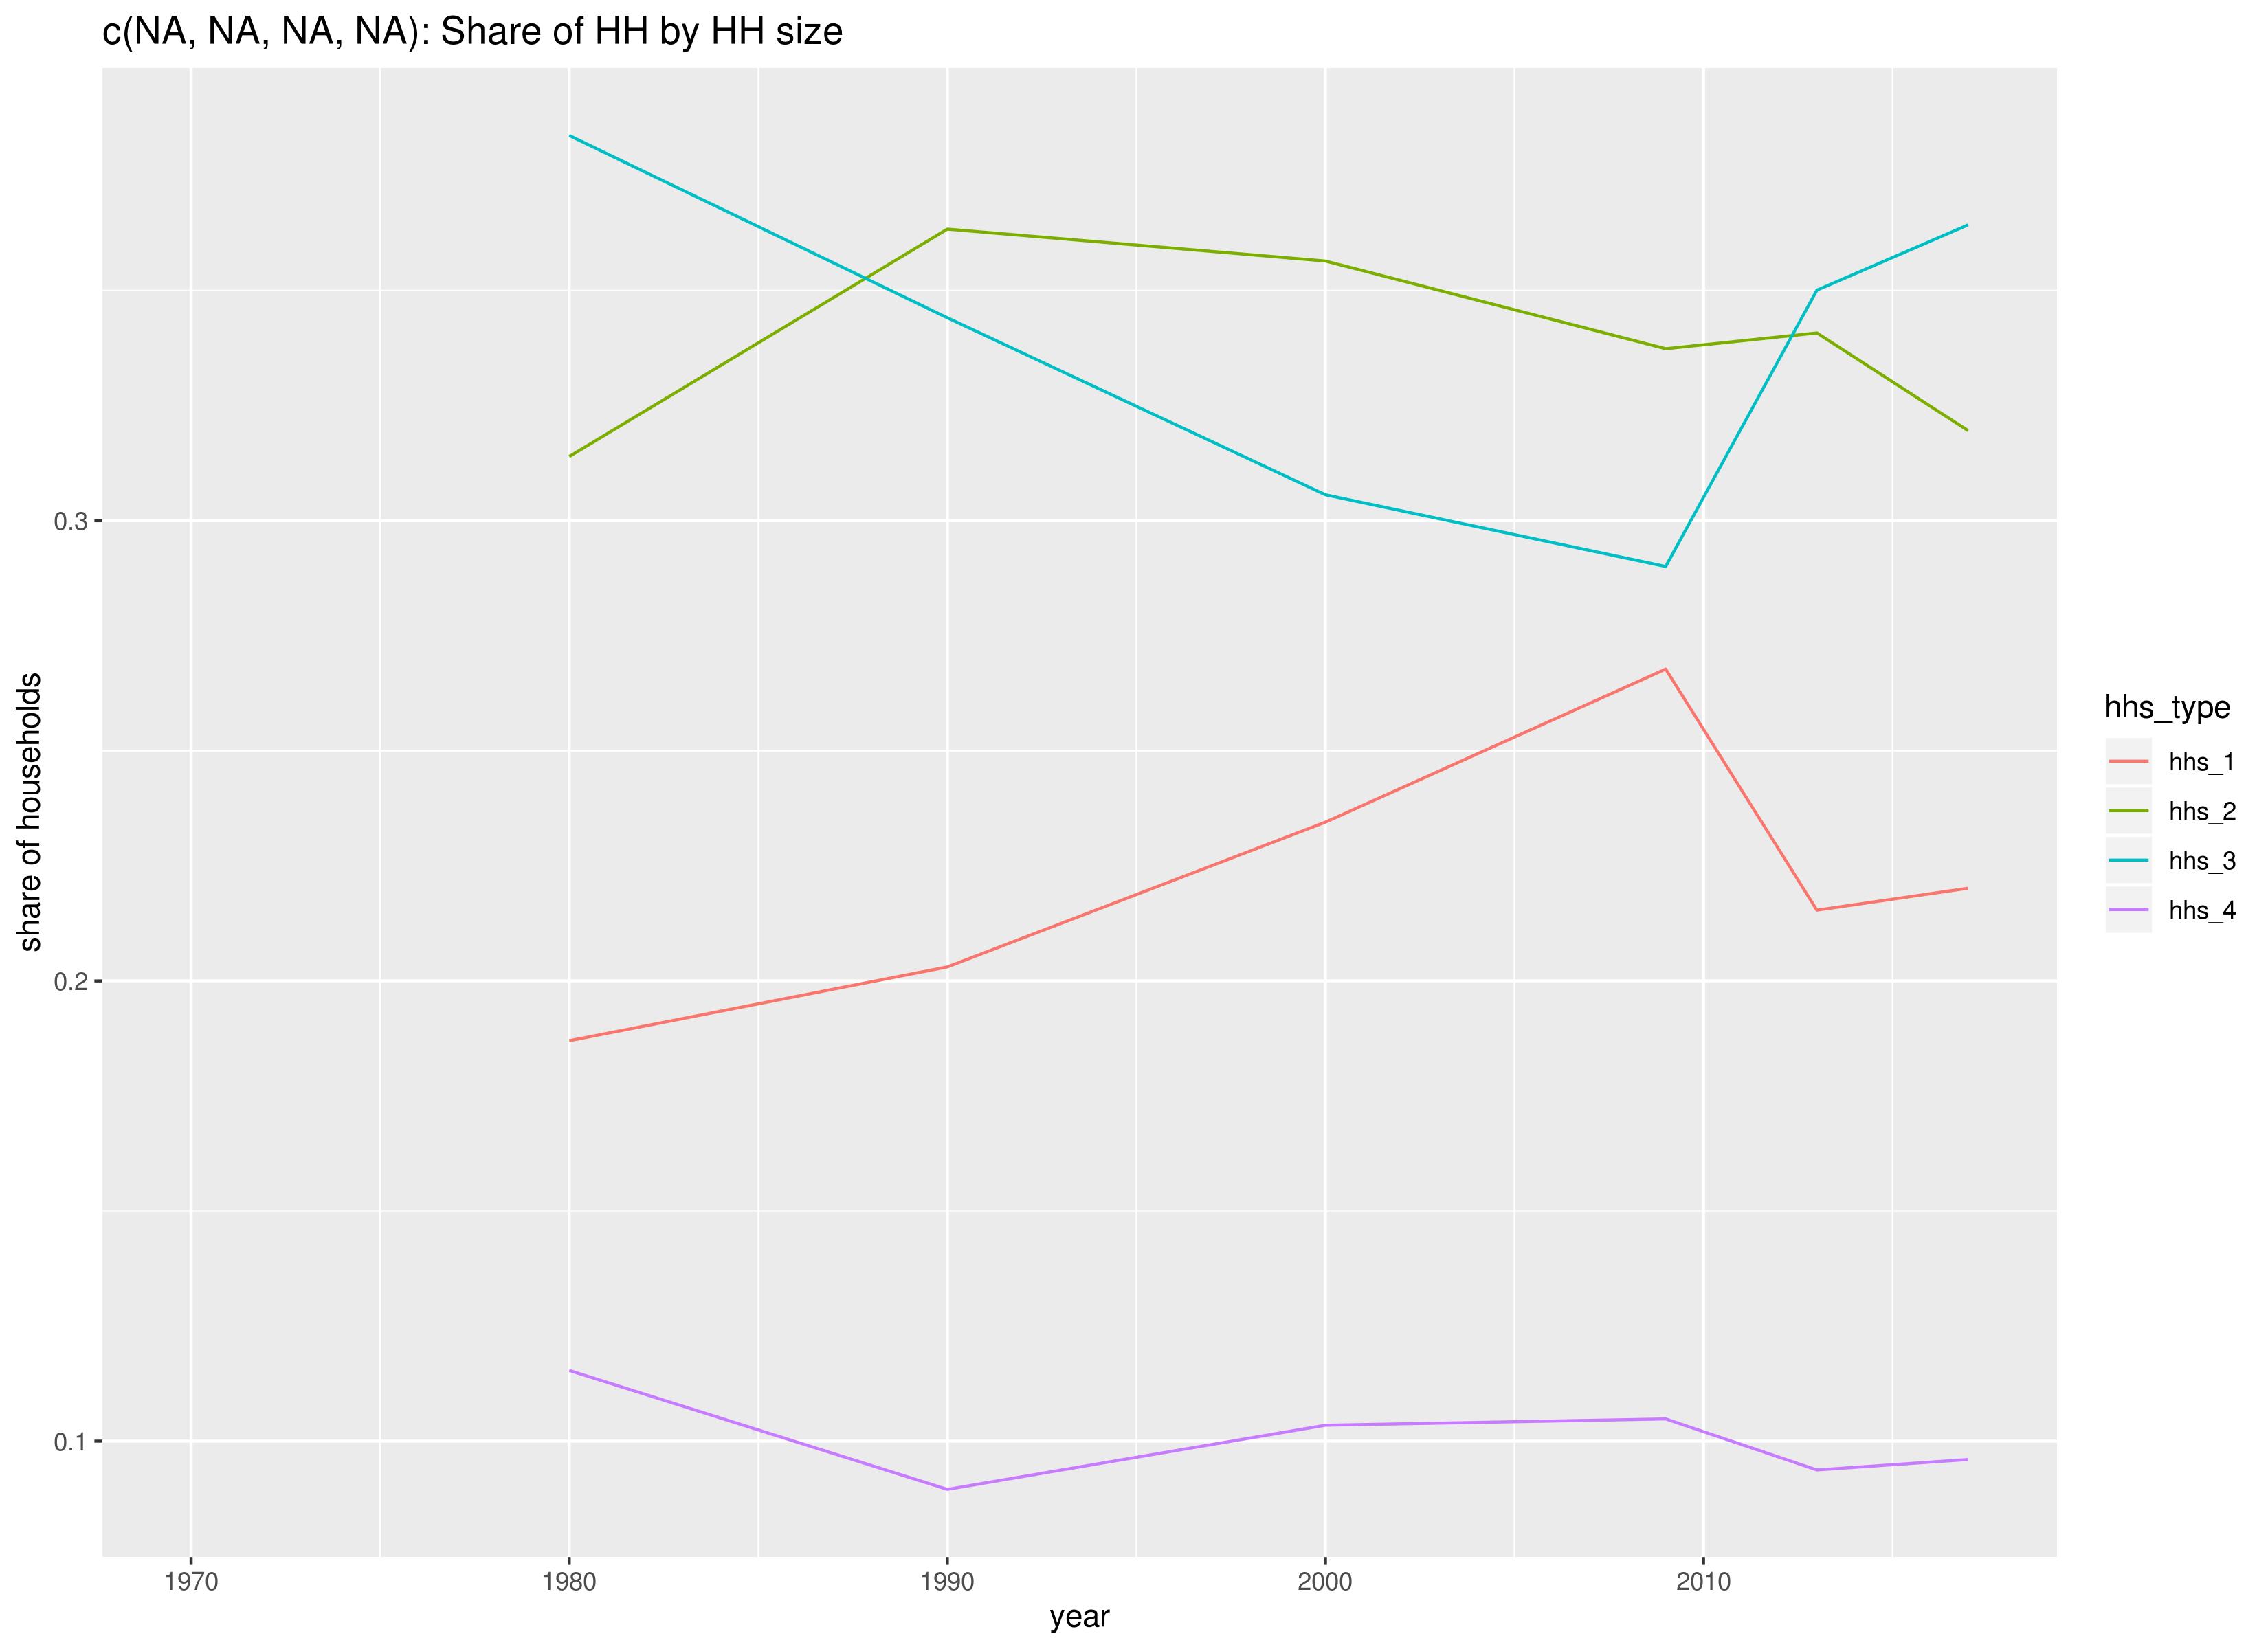 c(NA, NA, NA, NA): Share of HH by HH size
share of households
0.3
0.2
0.1
1970 1980 1990 2000 2010
year
hhs_type
hhs_1
hhs_2
hhs_3
hhs_4